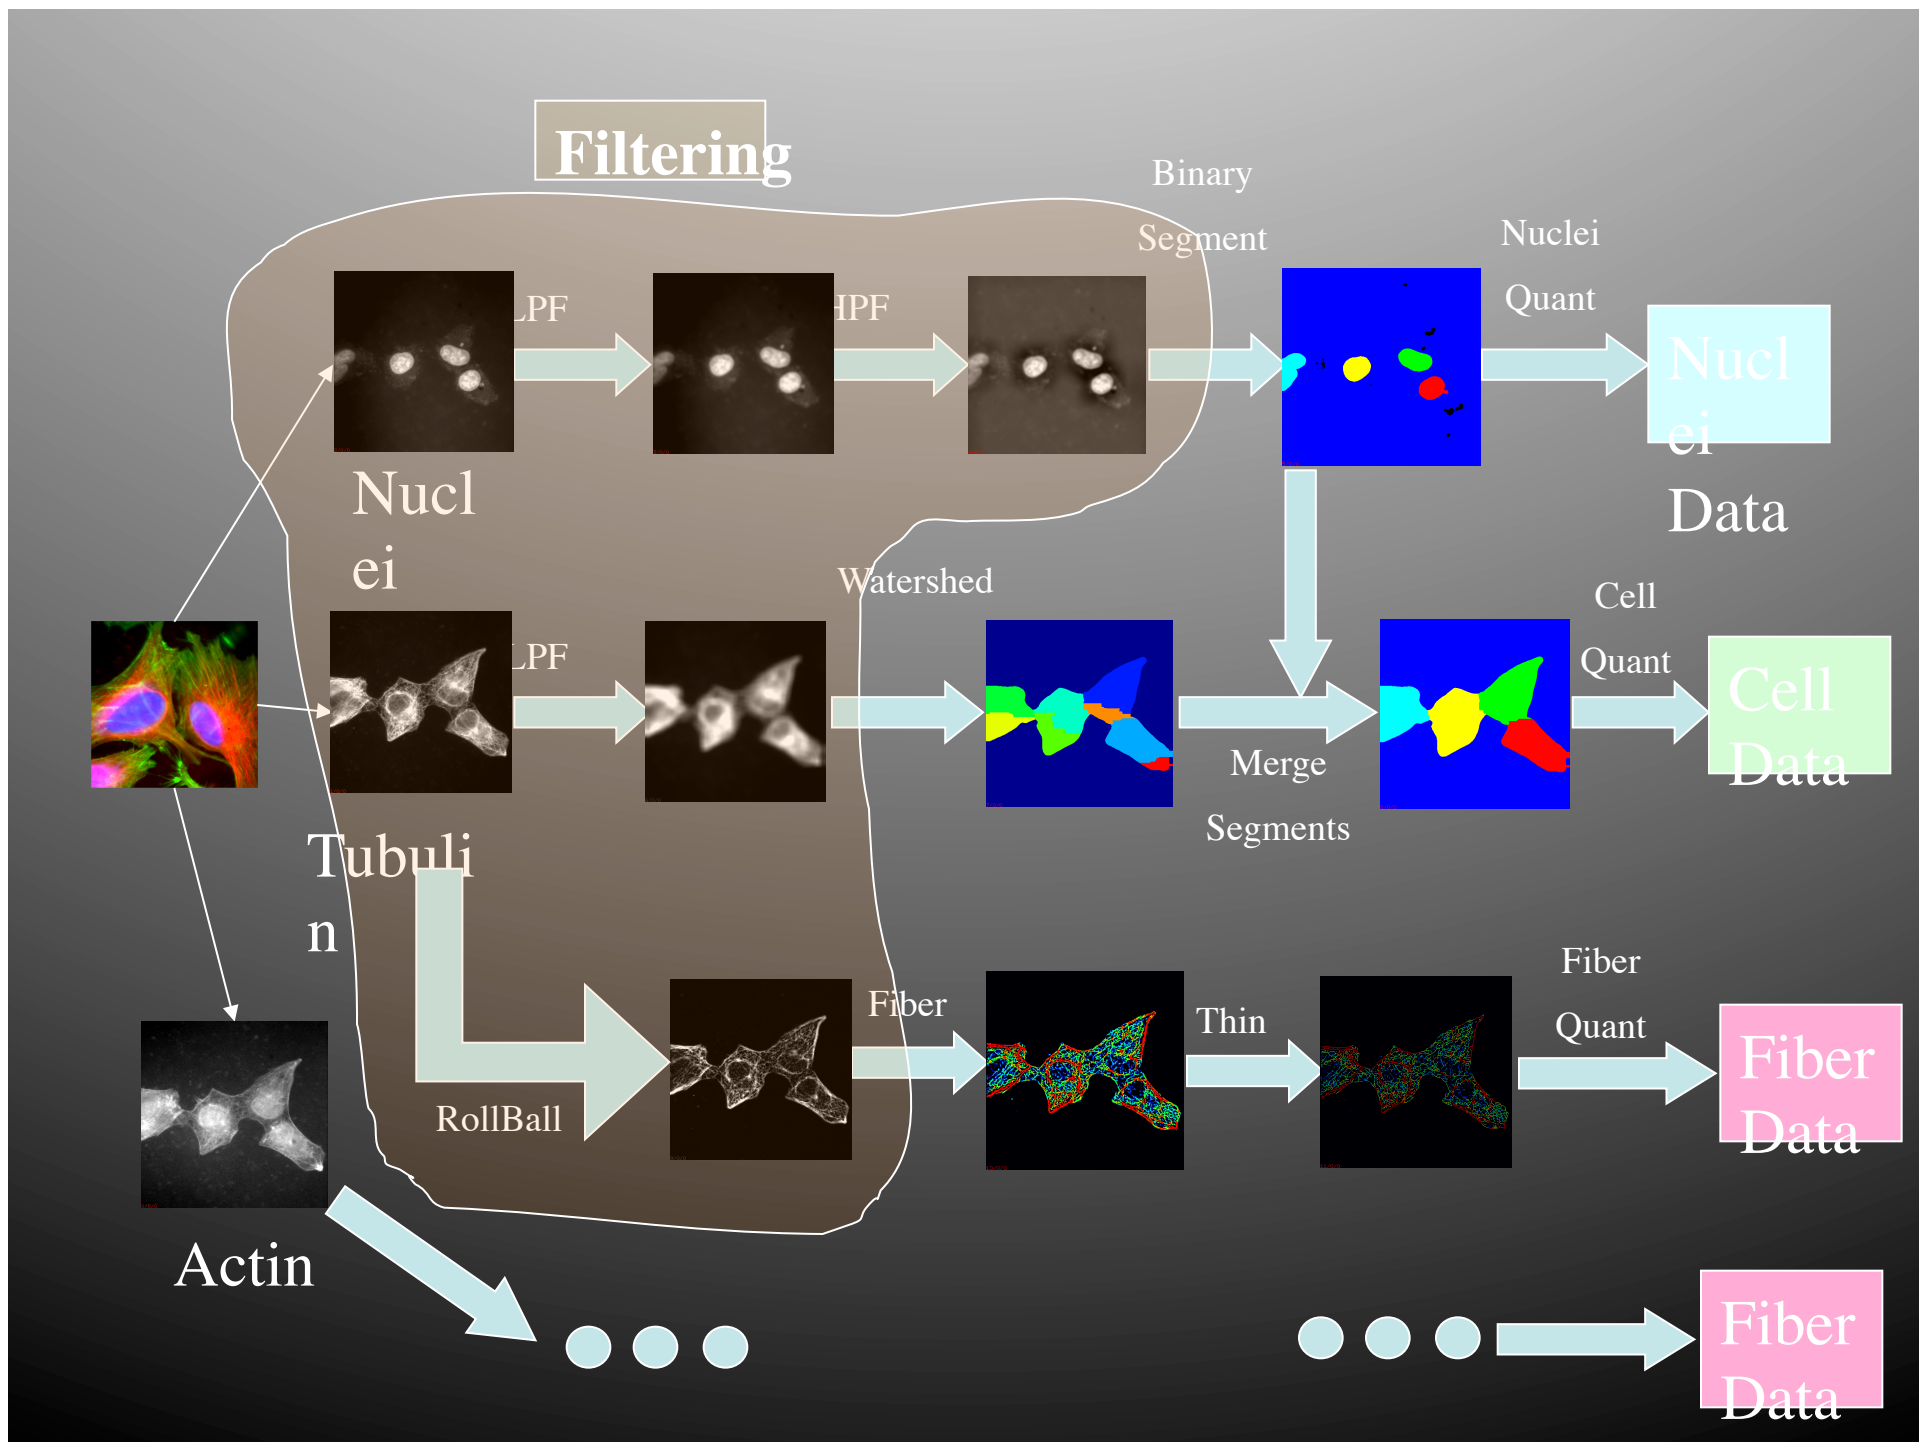 Filtering
Binary
Segment
Nuclei
Quant
LPF
HPF
Nucl
ei
Data
Nucl
ei
Watershed
Cell
Quant
LPF
Cell
Data
Merge
Segments
Tubuli
n
Fiber
Thin
Fiber
Quant
Fiber
Data
RollBall
Actin
Fiber
Data